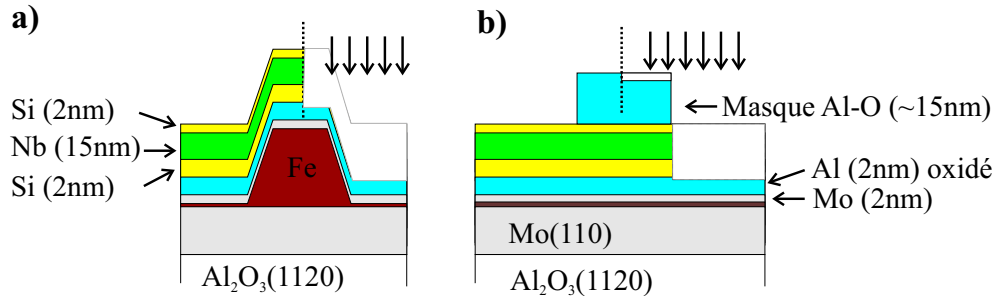 a)
b)
Si (2nm)
Nb (15nm)
Si (2nm)
Fe
Masque Al-O (~15nm)
Al (2nm) oxidé
Mo (2nm)
Mo(110)
Al₂O₃(1120)
Al₂O₃(1120)